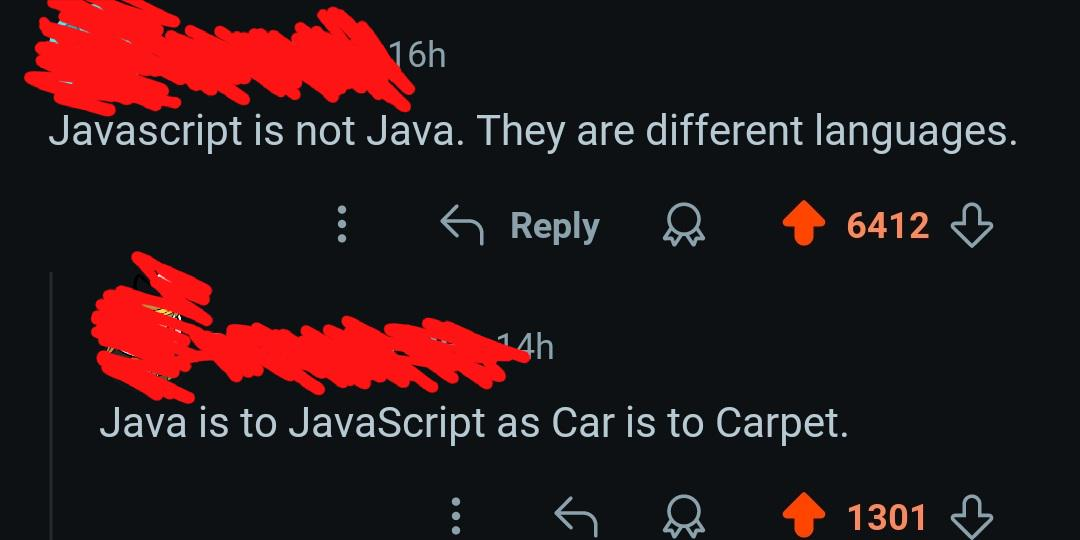 16h
Javascript is not Java. They are different languages.
Reply 6412
14h
Java is to JavaScript as Car is to Carpet.
1301